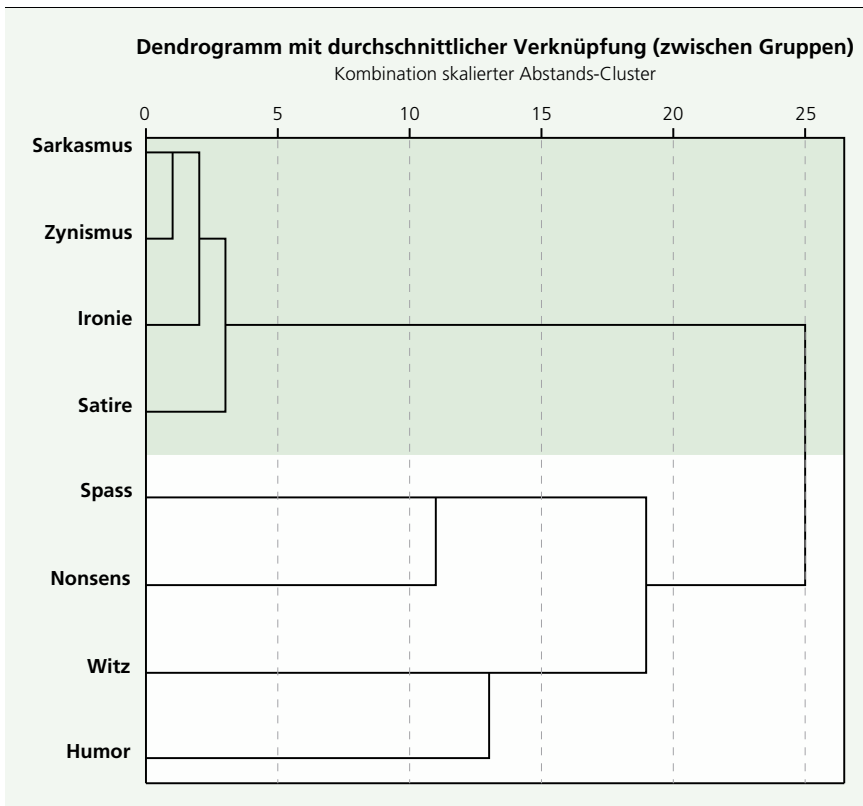 Dendrogramm mit durchschnittlicher Verknüpfung (zwischen Gruppen)
Kombination skalierter Abstands-Cluster
0 5 10 15 20 25
Sarkasmus
Zynismus
Ironie
Satire
Spass
Nonsens
Witz
Humor